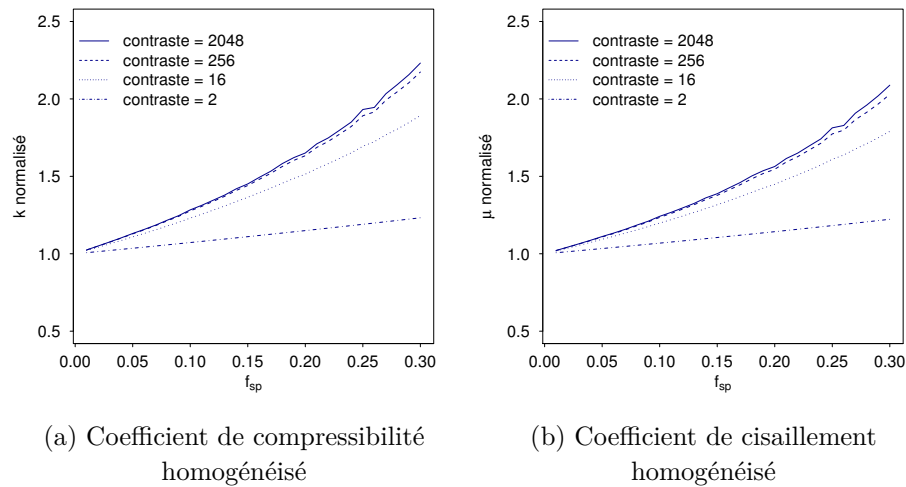 2.5
2.0
1.5
1.0
0.5
k normalisé
contraste = 2048
contraste = 256
contraste = 16
contraste = 2
0.00 0.05 0.10 0.15 0.20 0.25 0.30
f_sp
(a) Coefficient de compressibilité
homogénéisé
2.5
2.0
1.5
1.0
0.5
µ normalisé
contraste = 2048
contraste = 256
contraste = 16
contraste = 2
0.00 0.05 0.10 0.15 0.20 0.25 0.30
f_sp
(b) Coefficient de cisaillement
homogénéisé